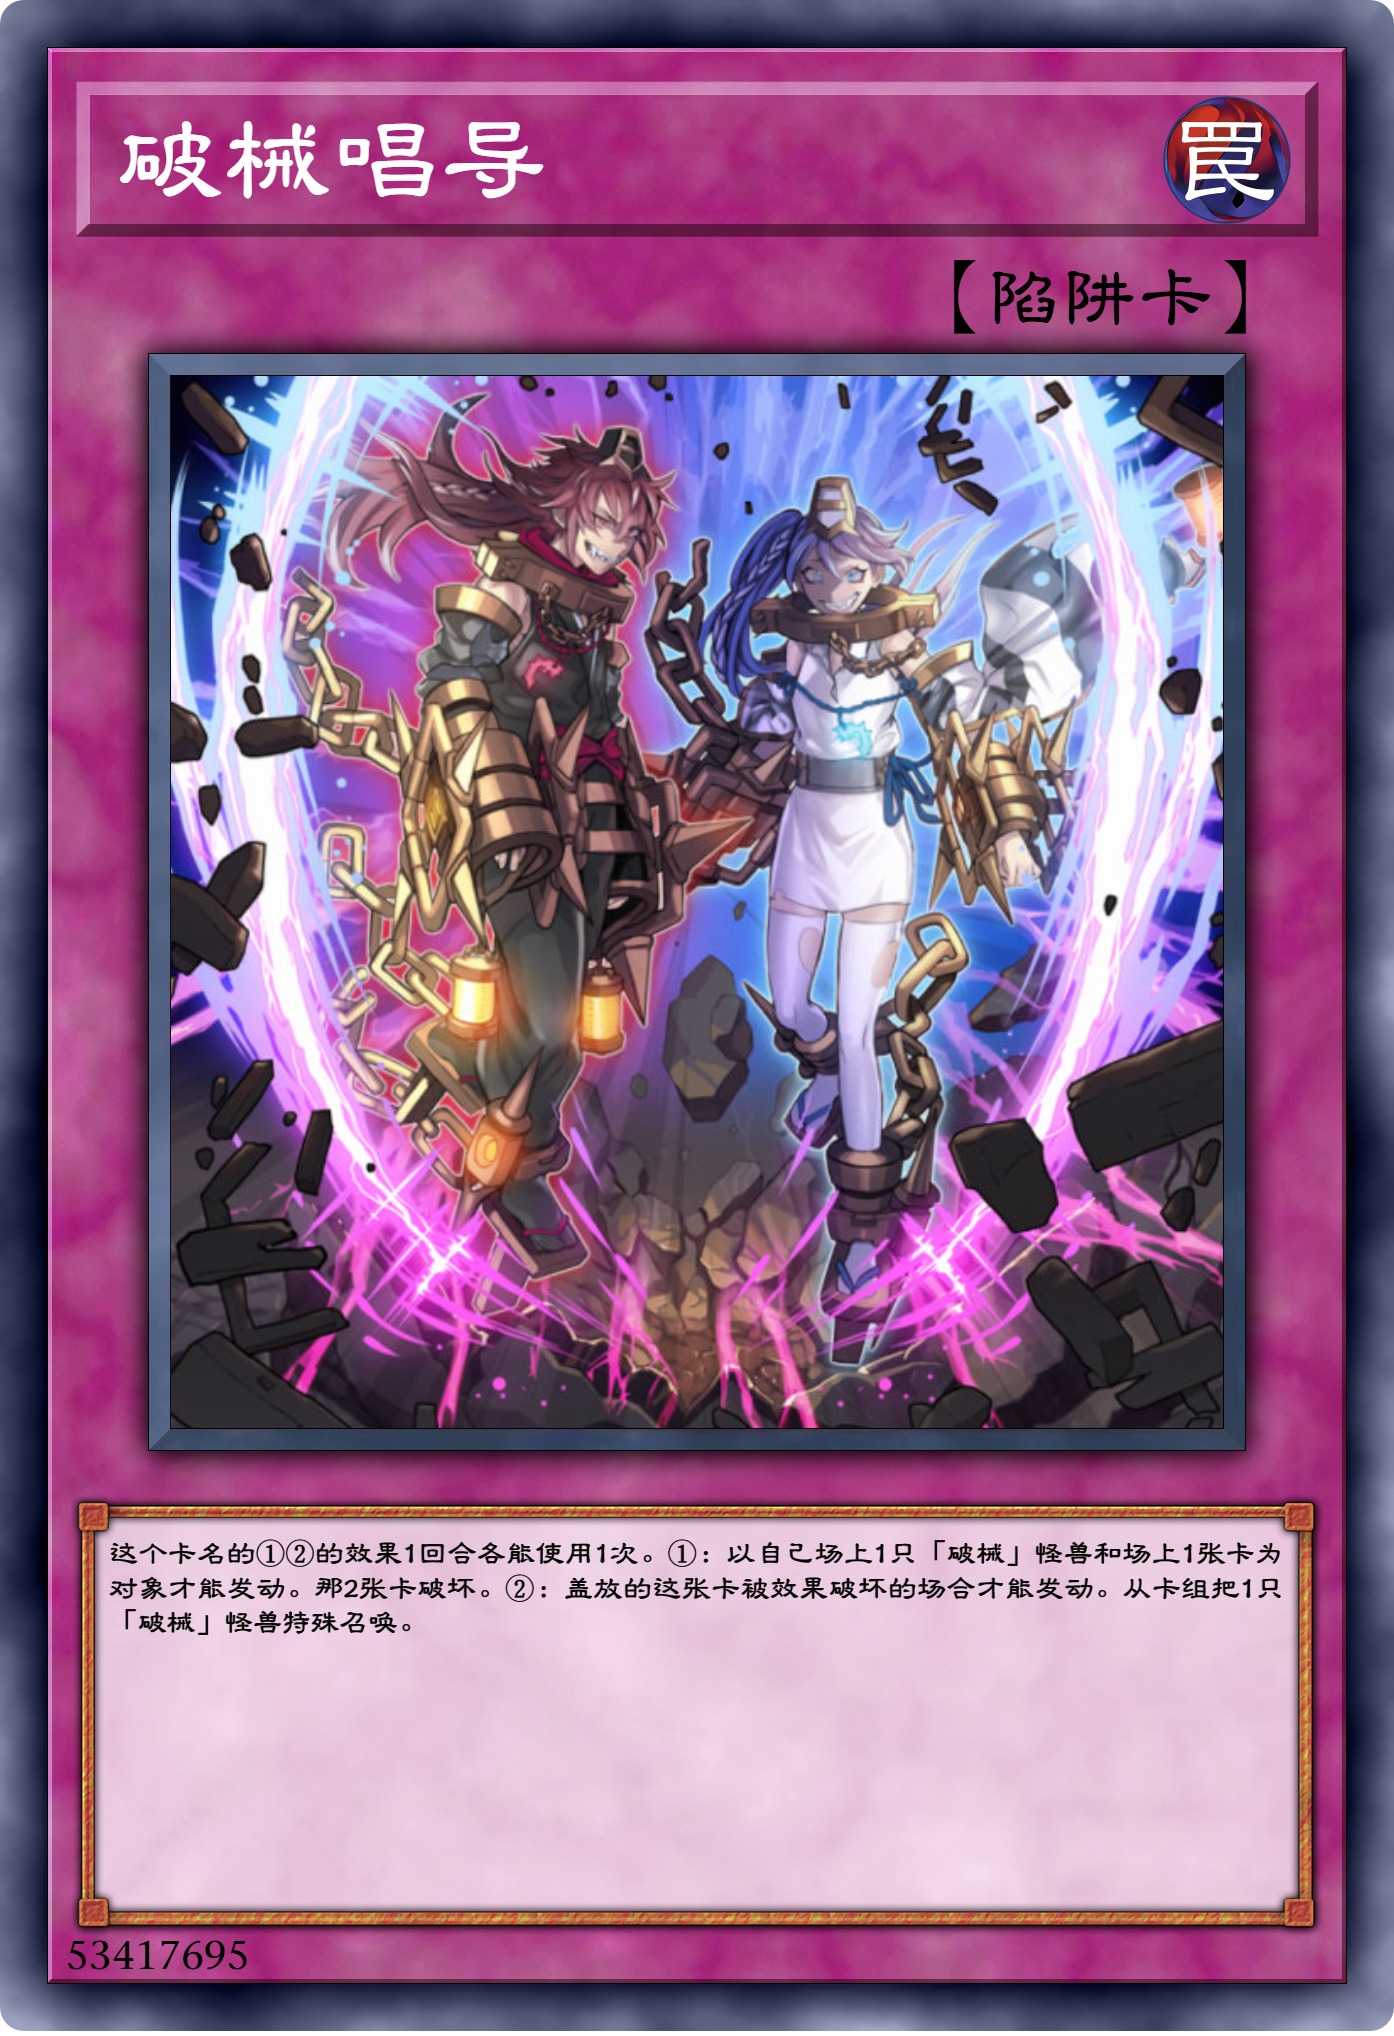 破械唱导
罠
【陷阱卡】
这个卡名的①②的效果1回合各能使用1次。①：以自己场上1只「破械」怪兽和场上1张卡为
对象才能发动。那2张卡破坏。②：盖放的这张卡被效果破坏的场合才能发动。从卡组把1只
「破械」怪兽特殊召唤。
53417695